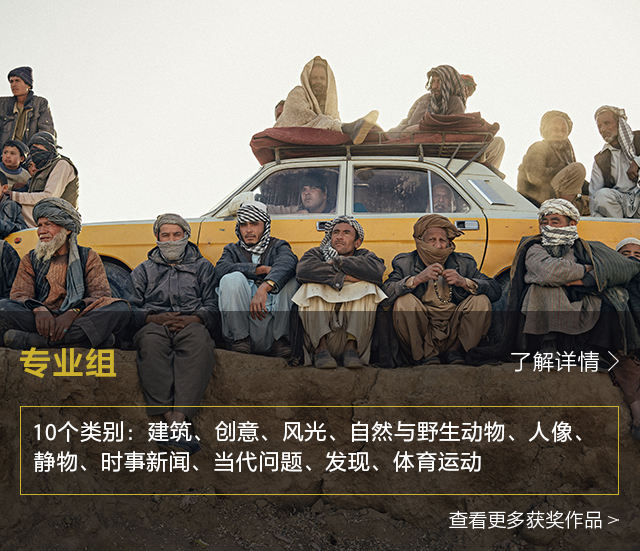 专业组
了解详情 >
10个类别：建筑、创意、风光、自然与野生动物、人像、
静物、时事新闻、当代问题、发现、体育运动
查看更多获奖作品 >